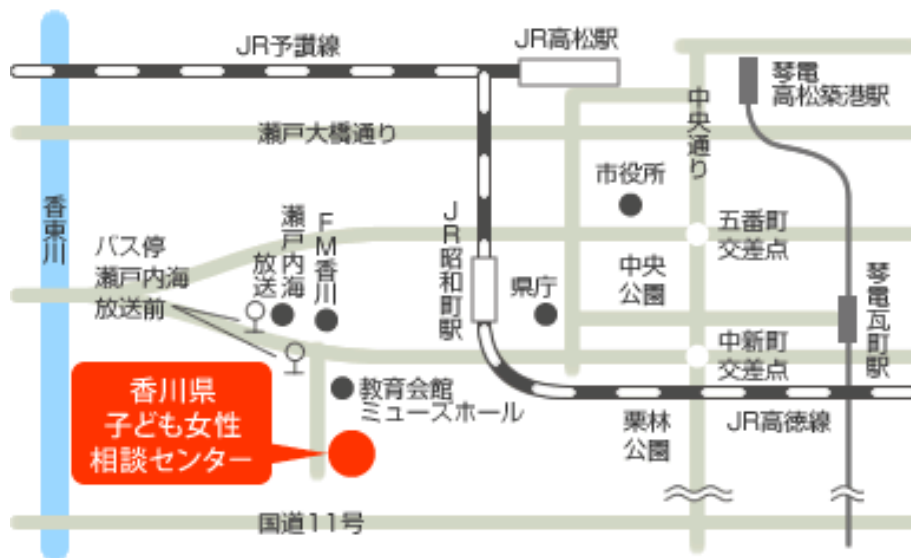 JR予讃線
JR高松駅
琴電
高松築港駅
中央通り
瀬戸大橋通り
市役所
香東川
バス停
瀬戸内海
放送前
瀬戸内海
放送
FM香川
JR昭和町駅
県庁
中央
公園
五番町
交差点
琴電瓦町駅
中新町
交差点
教育会館
ミューズホール
香川県
子ども女性
相談センター
栗林
公園
JR高徳線
国道11号